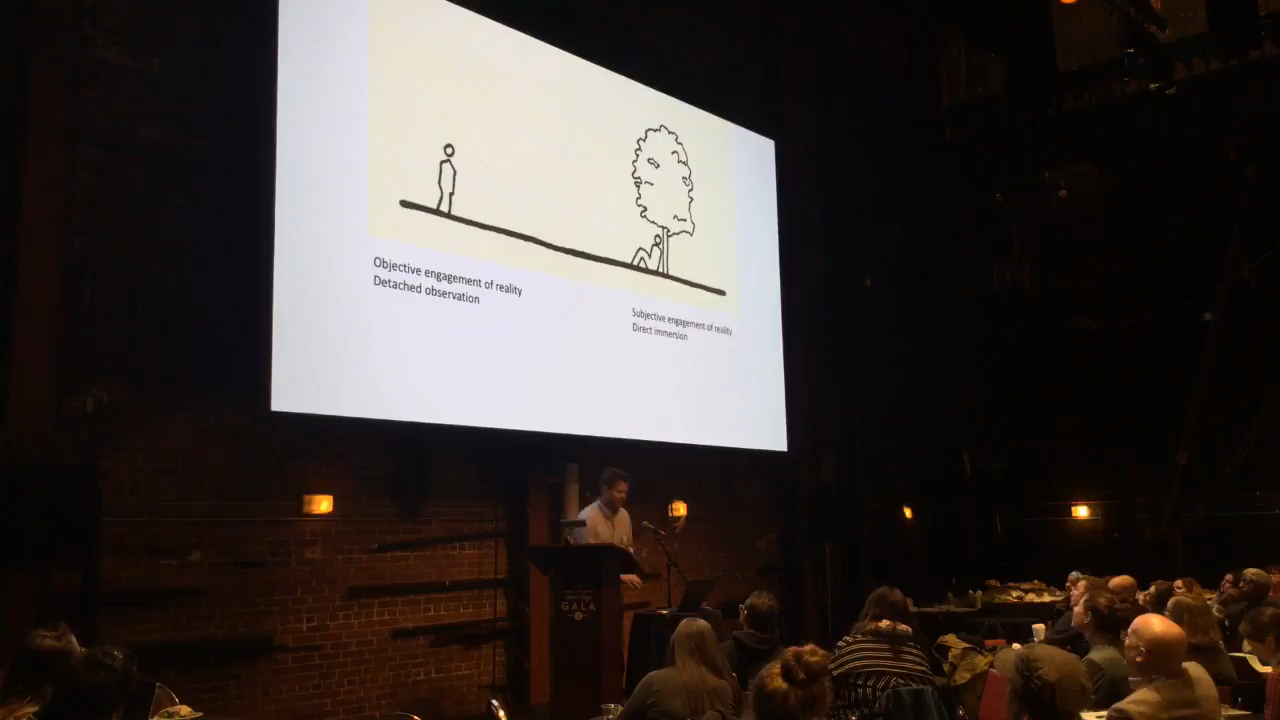 Objective engagement of reality
Detached observation
Subjective engagement of reality
Direct immersion
GALA